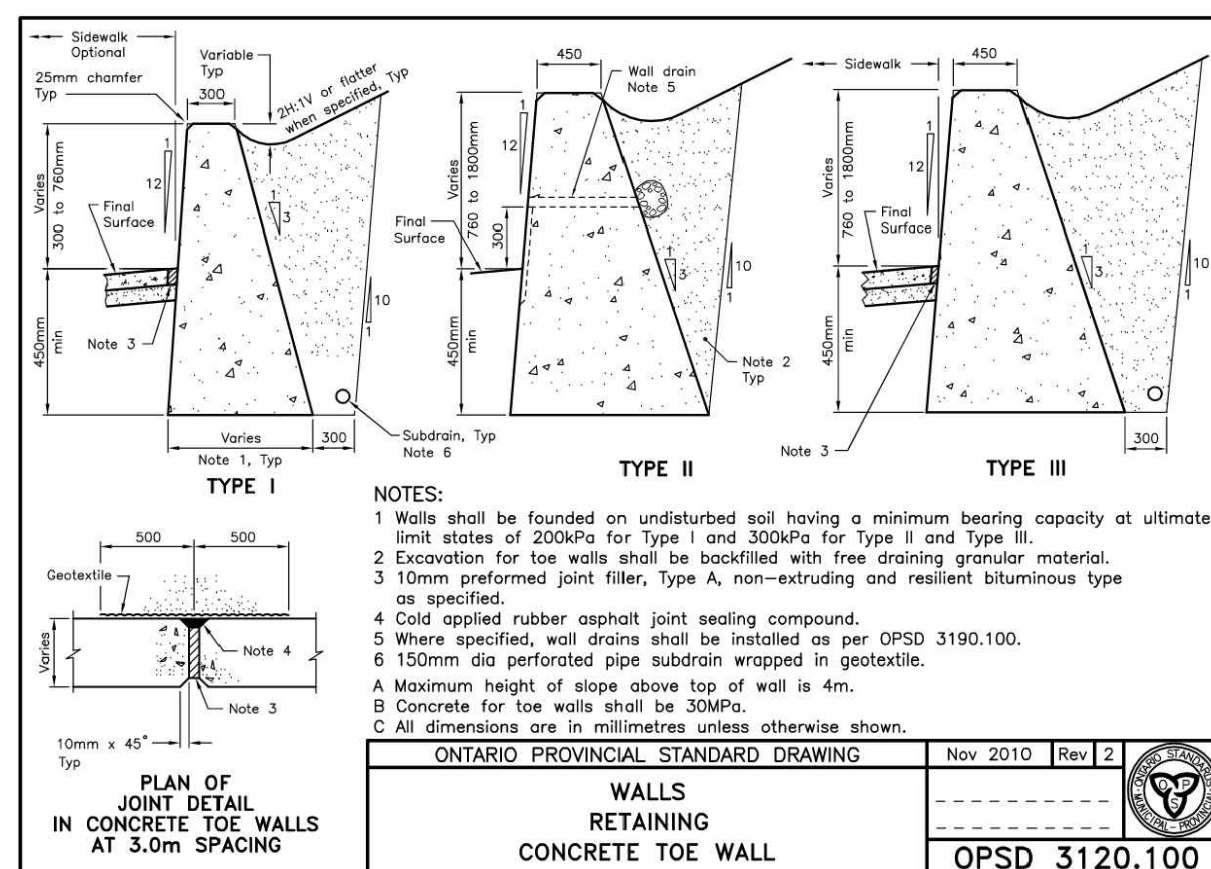 Sidewalk
Optional
Variable
Typ
25mm chamfer
Typ
300
2H:1V or flatter
when specified, Typ
1
12
Varies
300 to 760mm
Final
Surface
1
3
450mm
min
10
1
Note 3
Varies
Note 1, Typ
300
Subdrain, Typ
Note 6
TYPE I
450
Wall drain
Note 5
1
12
Varies
760 to 1800mm
Final
Surface
300
1
3
450mm
min
10
1
Note 2
Typ
TYPE II
Sidewalk
450
1
12
Varies
760 to 1800mm
Final
Surface
1
3
450mm
min
10
1
Note 3
300
TYPE III
500
500
Geotextile
Varies
Note 4
Note 3
10mm x 45°
Typ
PLAN OF
JOINT DETAIL
IN CONCRETE TOE WALLS
AT 3.0m SPACING
NOTES:
1 Walls shall be founded on undisturbed soil having a minimum bearing capacity at ultimate
limit states of 200kPa for Type I and 300kPa for Type II and Type III.
2 Excavation for toe walls shall be backfilled with free draining granular material.
3 10mm preformed joint filler, Type A, non-extruding and resilient bituminous type
as specified.
4 Cold applied rubber asphalt joint sealing compound.
5 Where specified, wall drains shall be installed as per OPSD 3190.100.
6 150mm dia perforated pipe subdrain wrapped in geotextile.
A Maximum height of slope above top of wall is 4m.
B Concrete for toe walls shall be 30MPa.
C All dimensions are in millimetres unless otherwise shown.
ONTARIO PROVINCIAL STANDARD DRAWING
Nov 2010
Rev
2
WALLS
RETAINING
CONCRETE TOE WALL
ONTARIO STANDARDS
MUNICIPAL - PROVINCIAL
O P
S
OPSD 3120.100